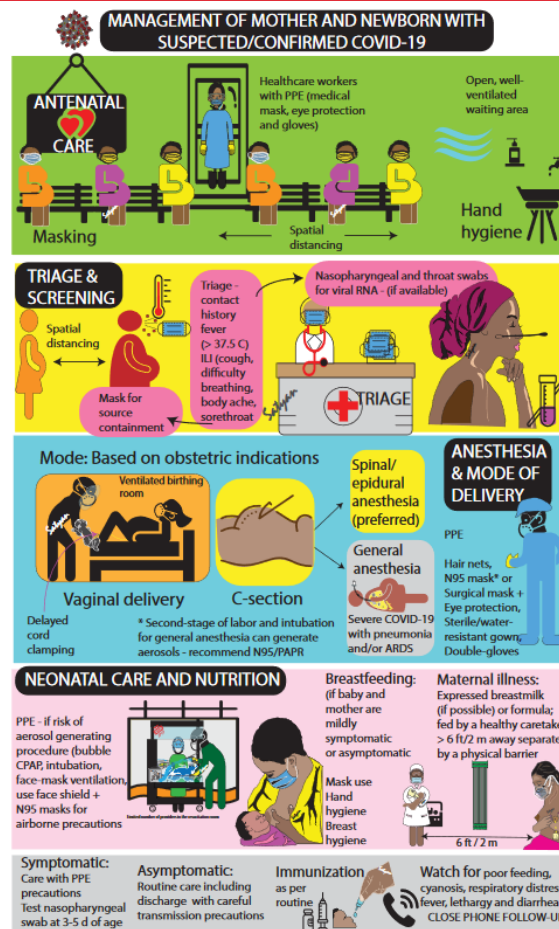 MANAGEMENT OF MOTHER AND NEWBORN WITH
SUSPECTED/CONFIRMED COVID-19
ANTENATAL
CARE
Healthcare workers
with PPE (medical
mask, eye protection
and gloves)
Open, well-
ventilated
waiting area
Masking
Spatial
distancing
Hand
hygiene
TRIAGE &
SCREENING
Spatial
distancing
Mask for
source
containment
Triage -
contact
history
fever
(> 37.5 C)
ILI (cough,
difficulty
breathing,
body ache,
sorethroat
Nasopharyngeal and throat swabs
for viral RNA - (if available)
Satyan
TRIAGE
Mode: Based on obstetric indications
Ventilated birthing
room
Satyan
Vaginal delivery
Delayed
cord
clamping
C-section
* Second-stage of labor and intubation
for general anesthesia can generate
aerosols - recommend N95/PAPR
Spinal/
epidural
anesthesia
(preferred)
General
anesthesia
Severe COVID-19
with pneumonia
and/or ARDS
ANESTHESIA
& MODE OF
DELIVERY
PPE
Hair nets,
N95 mask* or
Surgical mask +
Eye protection,
Sterile/water-
resistant gown,
Double-gloves
NEONATAL CARE AND NUTRITION
PPE - if risk of
aerosol generating
procedure (bubble
CPAP, intubation,
face-mask ventilation,
use face shield +
N95 masks for
airborne precautions
Limited number of providers in the resuscitation room
Breastfeeding:
(if baby and
mother are
mildly
symptomatic
or asymptomatic
Mask use
Hand
hygiene
Breast
hygiene
Maternal illness:
Expressed breastmilk
(if possible) or formula;
fed by a healthy caretake
> 6 ft/2 m away separate
by a physical barrier
6 ft / 2 m
Symptomatic:
Care with PPE
precautions
Test nasopharyngeal
swab at 3-5 d of age
Asymptomatic:
Routine care including
discharge with careful
transmission precautions
Immunization
as per
routine
Watch for poor feeding,
cyanosis, respiratory distres
fever, lethargy and diarrhea
CLOSE PHONE FOLLOW-U